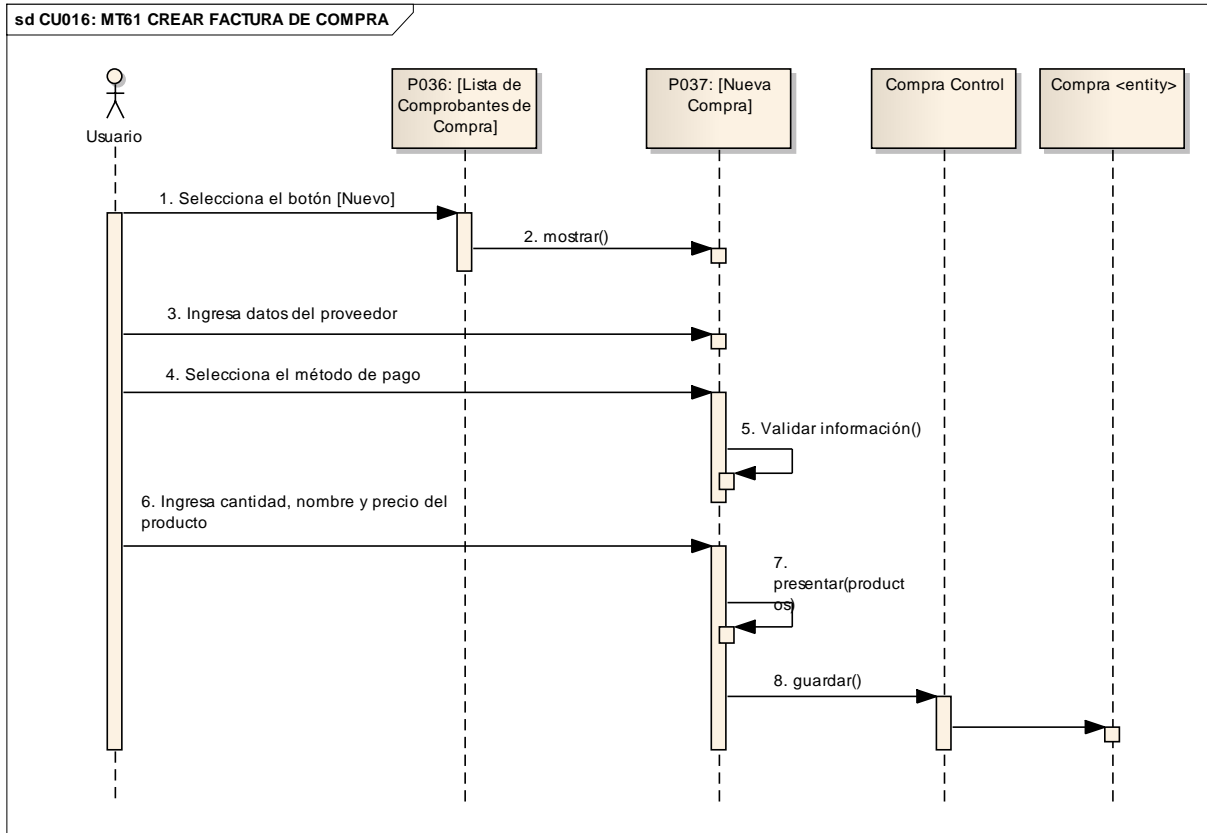 sd CU016: MT61 CREAR FACTURA DE COMPRA
Usuario
P036: [Lista de
Comprobantes de
Compra]
P037: [Nueva
Compra]
Compra Control
Compra <entity>
1. Selecciona el botón [Nuevo]
2. mostrar()
3. Ingresa datos del proveedor
4. Selecciona el método de pago
5. Validar información()
6. Ingresa cantidad, nombre y precio del
producto
7.
presentar(product
os)
8. guardar()